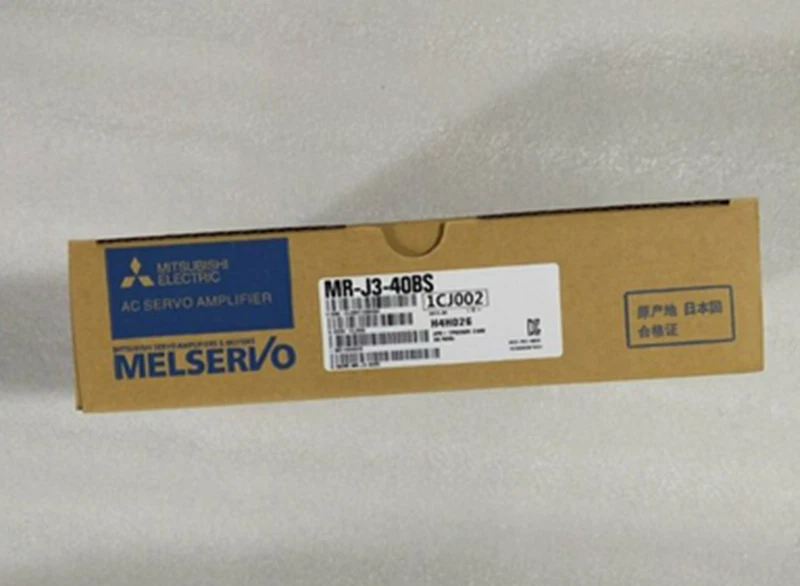 MITSUBISHI
ELECTRIC
AC SERVO AMPLIFIER
MITSUBISHI SERVO AMPLIFIERS & MOTORS
MELSERVO
MR-J3-40BS
1CJ002
H4H026
原产地 日本国
合格证